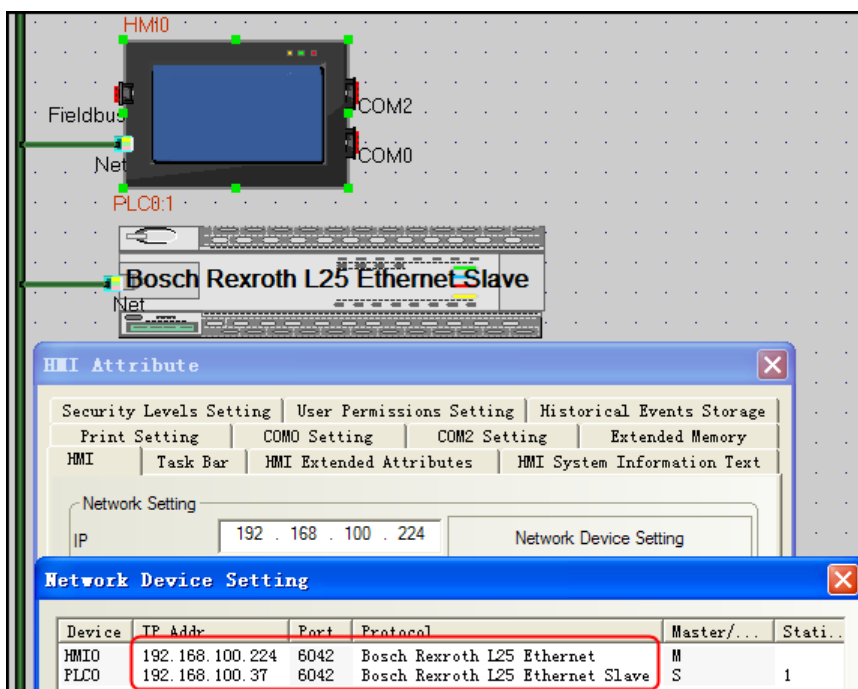 HMI0
Fieldbus
COM2
Net
COM0
PLC0:1
Bosch Rexroth L25 Ethernet Slave
Net
HMI Attribute
Security Levels Setting User Permissions Setting Historical Events Storage
Print Setting COM0 Setting COM2 Setting Extended Memory
HMI Task Bar HMI Extended Attributes HMI System Information Text
Network Setting
IP 192 . 168 . 100 . 224 Network Device Setting
Network Device Setting
Device IP Addr Port Protocol Master/... Stati..
HMI0 192.168.100.224 6042 Bosch Rexroth L25 Ethernet M
PLC0 192.168.100.37 6042 Bosch Rexroth L25 Ethernet Slave S 1